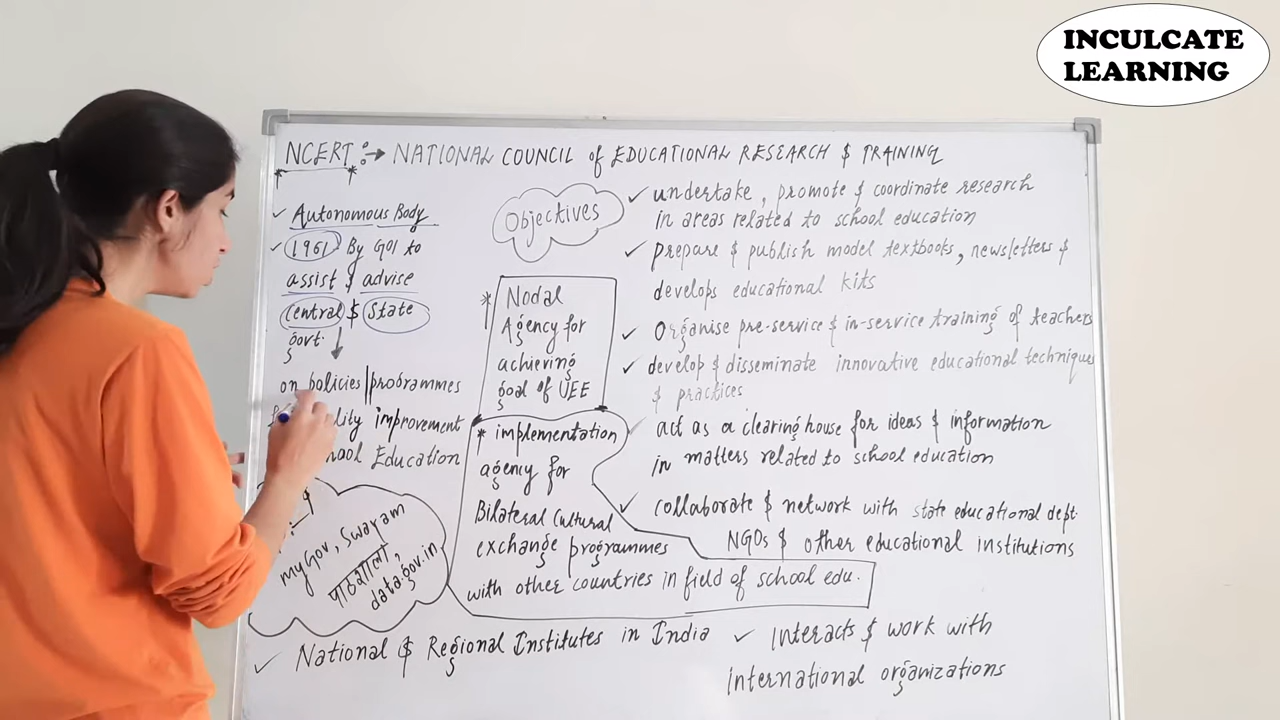 INCULCATE
LEARNING
NCERT :→ NATIONAL COUNCIL of EDUCATIONAL RESEARCH & TRAINING
✓ Autonomous Body
✓ 1961 By GOI to
assist & advise
central & state
govt.
on policies/programmes
improvement
Education
myGov, Swayam
पाठशाला,
data.gov.in
Objectives
✓ undertake, promote & coordinate research
in areas related to school education
✓ prepare & publish model textbooks, newsletters &
develops educational kits
✓ Organise pre-service & in-service training of teachers
✓ develop & disseminate innovative educational techniques
& practices
✓ act as a clearing house for ideas & information
in matters related to school education
✓ collaborate & network with state educational dept.
NGOs & other educational institutions
* Nodal
Agency for
achieving
goal of UEE
* implementation
agency for
Bilateral Cultural
exchange programmes
with other countries in field of school edu.
✓ National & Regional Institutes in India
✓ Interacts & work with
international organizations